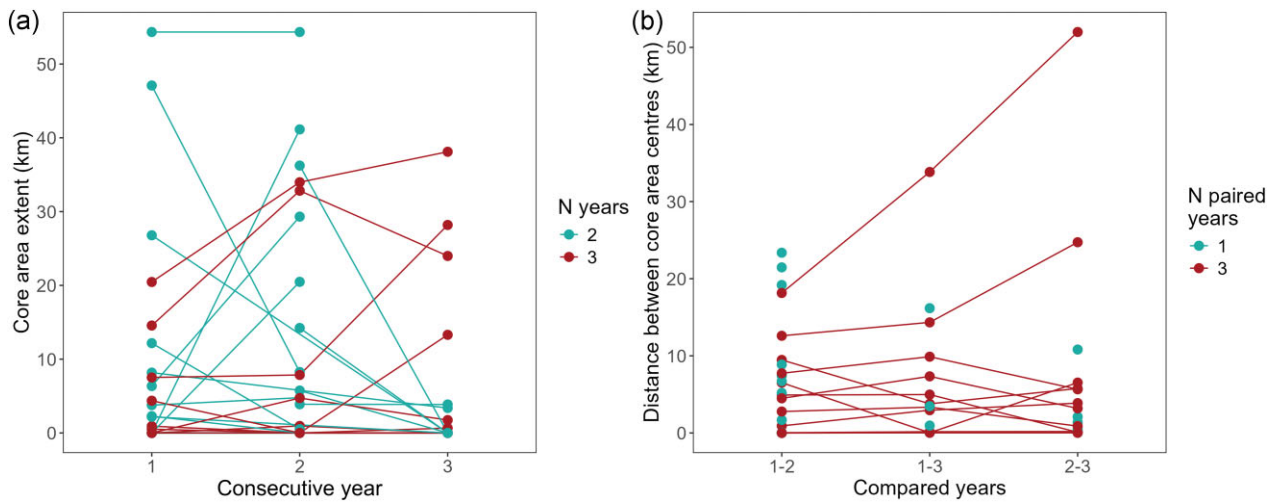 (a)
Core area extent (km)
50
40
30
20
10
0
1 2 3
Consecutive year
N years
2
3
(b)
Distance between core area centres (km)
50
40
30
20
10
0
1-2 1-3 2-3
Compared years
N paired
years
1
3